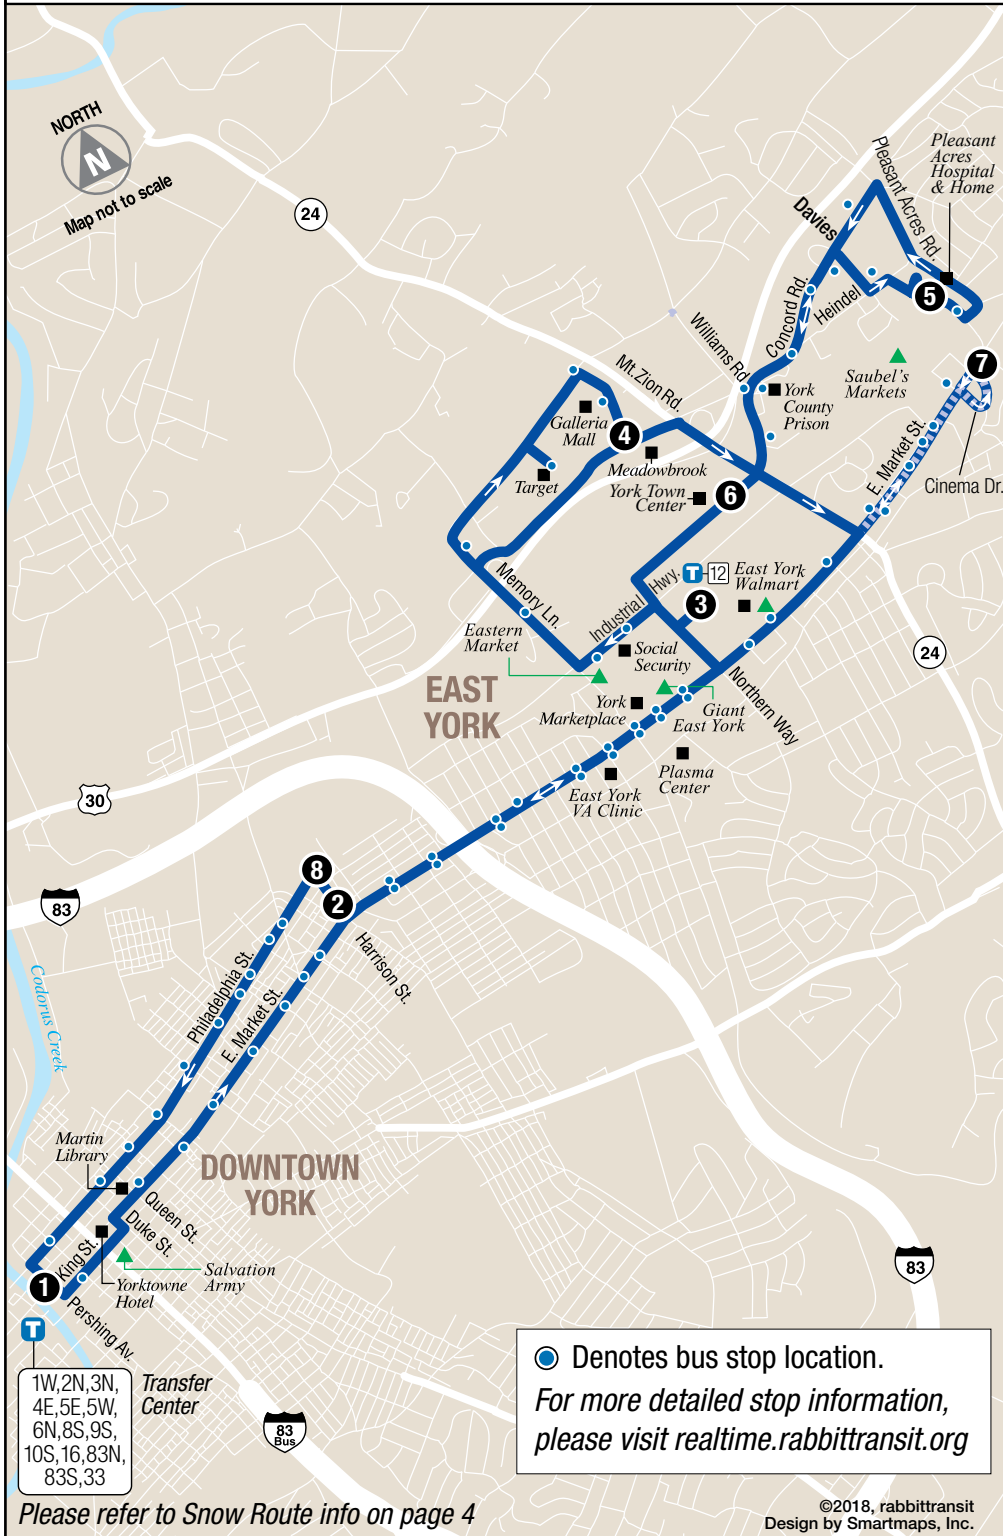 NORTH
N
Map not to scale
24
Pleasant
Acres
Hospital
& Home
Pleasant Acres Rd.
Davies
Concord Rd.
Heindel
5
7
Saubel's
Markets
Williams Rd.
York
County
Prison
Mt. Zion Rd.
Galleria
Mall
4
Meadowbrook
Target
York Town
Center
6
E. Market St.
Cinema Dr.
T
12
East York
Walmart
3
Industrial Hwy.
Memory Ln.
Eastern
Market
Social
Security
24
EAST
YORK
York
Marketplace
Giant
East York
Northern Way
Plasma
Center
East York
VA Clinic
30
83
8
2
Harrison St.
Philadelphia St.
E. Market St.
Codorus Creek
Martin
Library
DOWNTOWN
YORK
Queen St.
Duke St.
King St.
Salvation
Army
Yorktowne
Hotel
1
Pershing Av.
83
T
1W,2N,3N,
4E,5E,5W,
6N,8S,9S,
10S,16,83N,
83S,33
Transfer
Center
83
Bus
Denotes bus stop location.
For more detailed stop information,
please visit realtime.rabbittransit.org
Please refer to Snow Route info on page 4
©2018, rabbittransit
Design by Smartmaps, Inc.